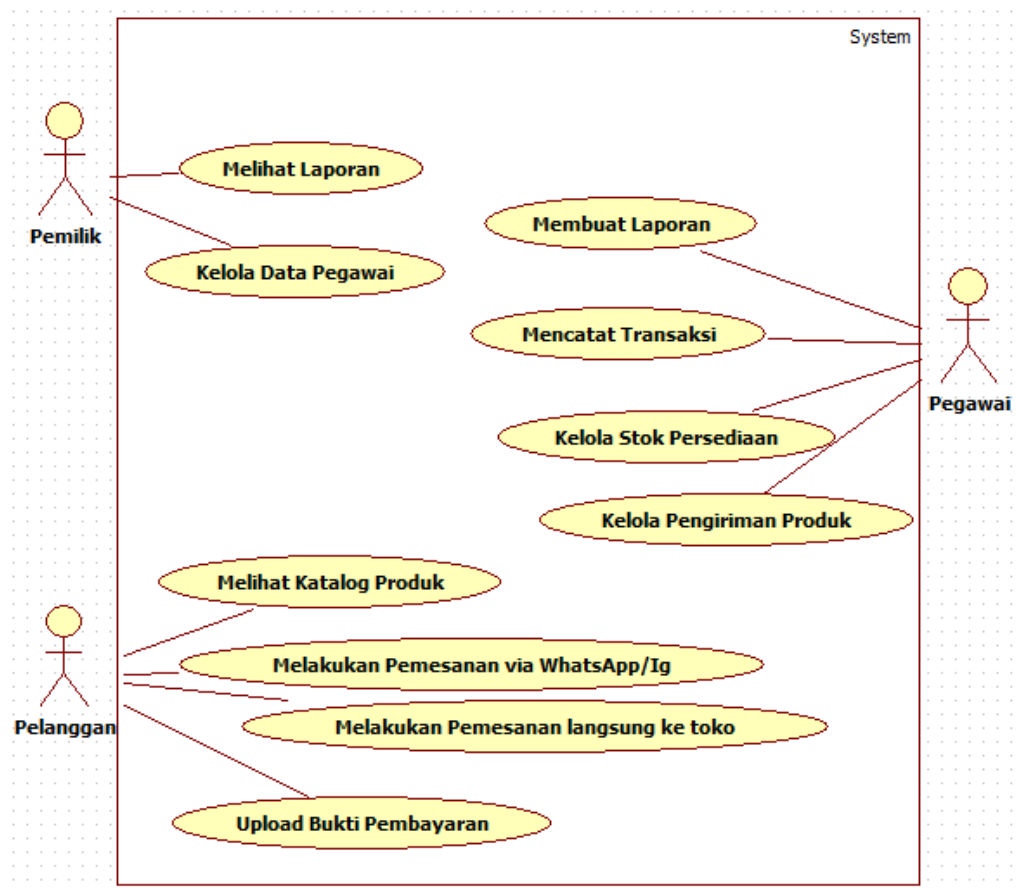 System
Melihat Laporan
Pemilik
Kelola Data Pegawai
Membuat Laporan
Mencatat Transaksi
Pegawai
Kelola Stok Persediaan
Kelola Pengiriman Produk
Melihat Katalog Produk
Melakukan Pemesanan via WhatsApp/Ig
Pelanggan
Melakukan Pemesanan langsung ke toko
Upload Bukti Pembayaran